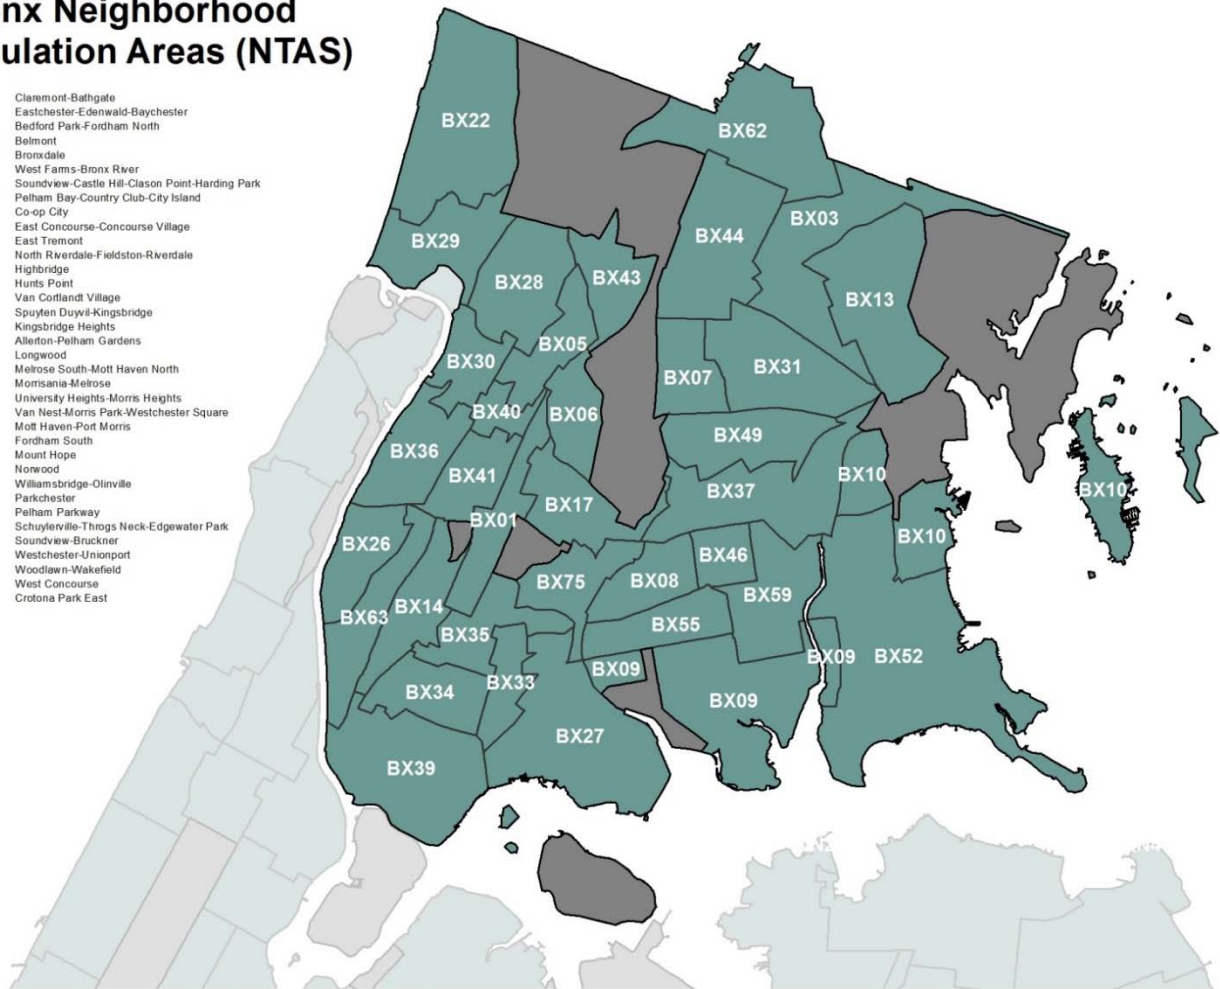 nx Neighborhood
ulation Areas (NTAS)
Claremont-Bathgate
Eastchester-Edenwald-Baychester
Bedford Park-Fordham North
Belmont
Bronxdale
West Farms-Bronx River
Soundview-Castle Hill-Clason Point-Harding Park
Pelham Bay-Country Club-City Island
Co-op City
East Concourse-Concourse Village
East Tremont
North Riverdale-Fieldston-Riverdale
Highbridge
Hunts Point
Van Cortlandt Village
Spuyten Duyvil-Kingsbridge
Kingsbridge Heights
Allerton-Pelham Gardens
Longwood
Melrose South-Mott Haven North
Morrisania-Melrose
University Heights-Morris Heights
Van Nest-Morris Park-Westchester Square
Mott Haven-Port Morris
Fordham South
Mount Hope
Norwood
Williamsbridge-Olinville
Parkchester
Pelham Parkway
Schuylerville-Throgs Neck-Edgewater Park
Soundview-Bruckner
Westchester-Unionport
Woodlawn-Wakefield
West Concourse
Crotona Park East
BX22
BX62
BX03
BX44
BX29
BX28
BX43
BX13
BX05
BX30
BX31
BX07
BX40
BX06
BX49
BX36
BX41
BX10
BX37
BX10
BX17
BX01
BX10
BX26
BX46
BX75
BX08
BX59
BX63
BX14
BX55
BX35
BX09
BX52
BX09
BX33
BX34
BX09
BX27
BX39